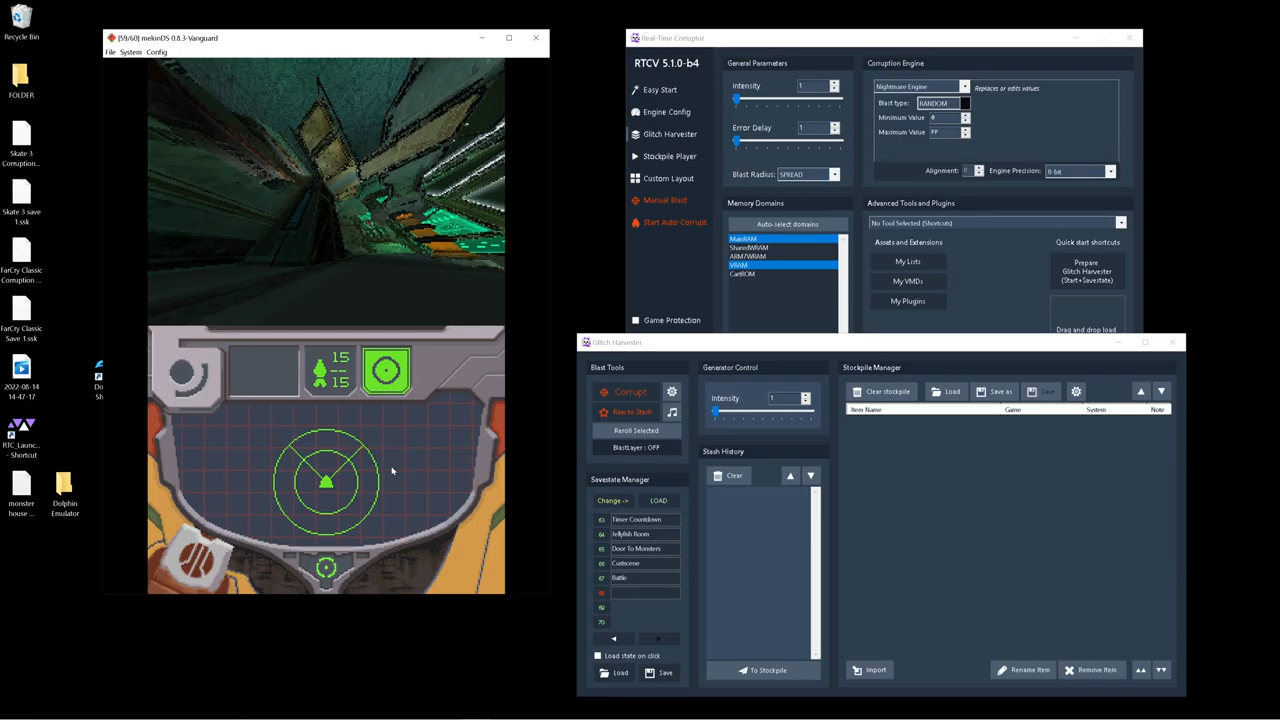 Recycle Bin
FOLDER
Skate 3
Corruption...
Skate 3 save
1.ssk
FarCry Classic
Corruption ...
FarCry Classic
Save 1.ssk
2022-08-14
14-47-17
Do
Sh
RTC_Launc...
- Shortcut
monster
house ...
Dolphin
Emulator
[59/60] melonDS 0.8.3-Vanguard
File System Config
15
15
Real-Time Corruptor
RTCV 5.1.0-b4
Easy Start
Engine Config
Glitch Harvester
Stockpile Player
Custom Layout
Manual Blast
Start Auto-Corrupt
Game Protection
General Parameters
Intensity 1
Error Delay 1
Blast Radius: SPREAD
Memory Domains
Auto-select domains
MainRAM
SharedWRAM
ARM7WRAM
VRAM
CartROM
Corruption Engine
Nightmare Engine Replaces or edits values
Blast type: RANDOM
Minimum Value 0
Maximum Value FF
Alignment: 0 Engine Precision: 8-bit
Advanced Tools and Plugins
No Tool Selected (Shortcuts)
Assets and Extensions
My Lists
My VMDs
My Plugins
Quick start shortcuts
Prepare
Glitch Harvester
(Start+Savestate)
Drag and drop load
Glitch Harvester
Blast Tools
Corrupt
Raw to Stash
Reroll Selected
BlastLayer : OFF
Savestate Manager
Change -> LOAD
63 Timer Countdown
64 Jellyfish Room
65 Door To Monsters
66 Custscene
67 Battle
68
69
70
Load state on click
Load Save
Generator Control
Intensity 1
Stash History
Clear
To Stockpile
Stockpile Manager
Clear stockpile Load Save as Save
Item Name Game System Note
Import Rename Item Remove Item